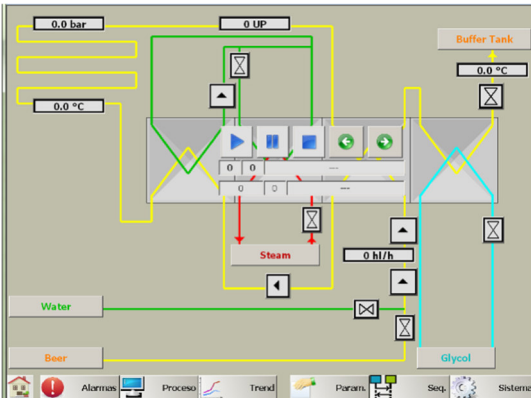 0.0 bar
0 UP
Buffer Tank
0.0 °C
0.0 °C
0 0 ---
0 0 ---
Steam
0 hl/h
Water
Beer
Glycol
Alarmas
Proceso
Trend
Param.
Seq.
Sistema